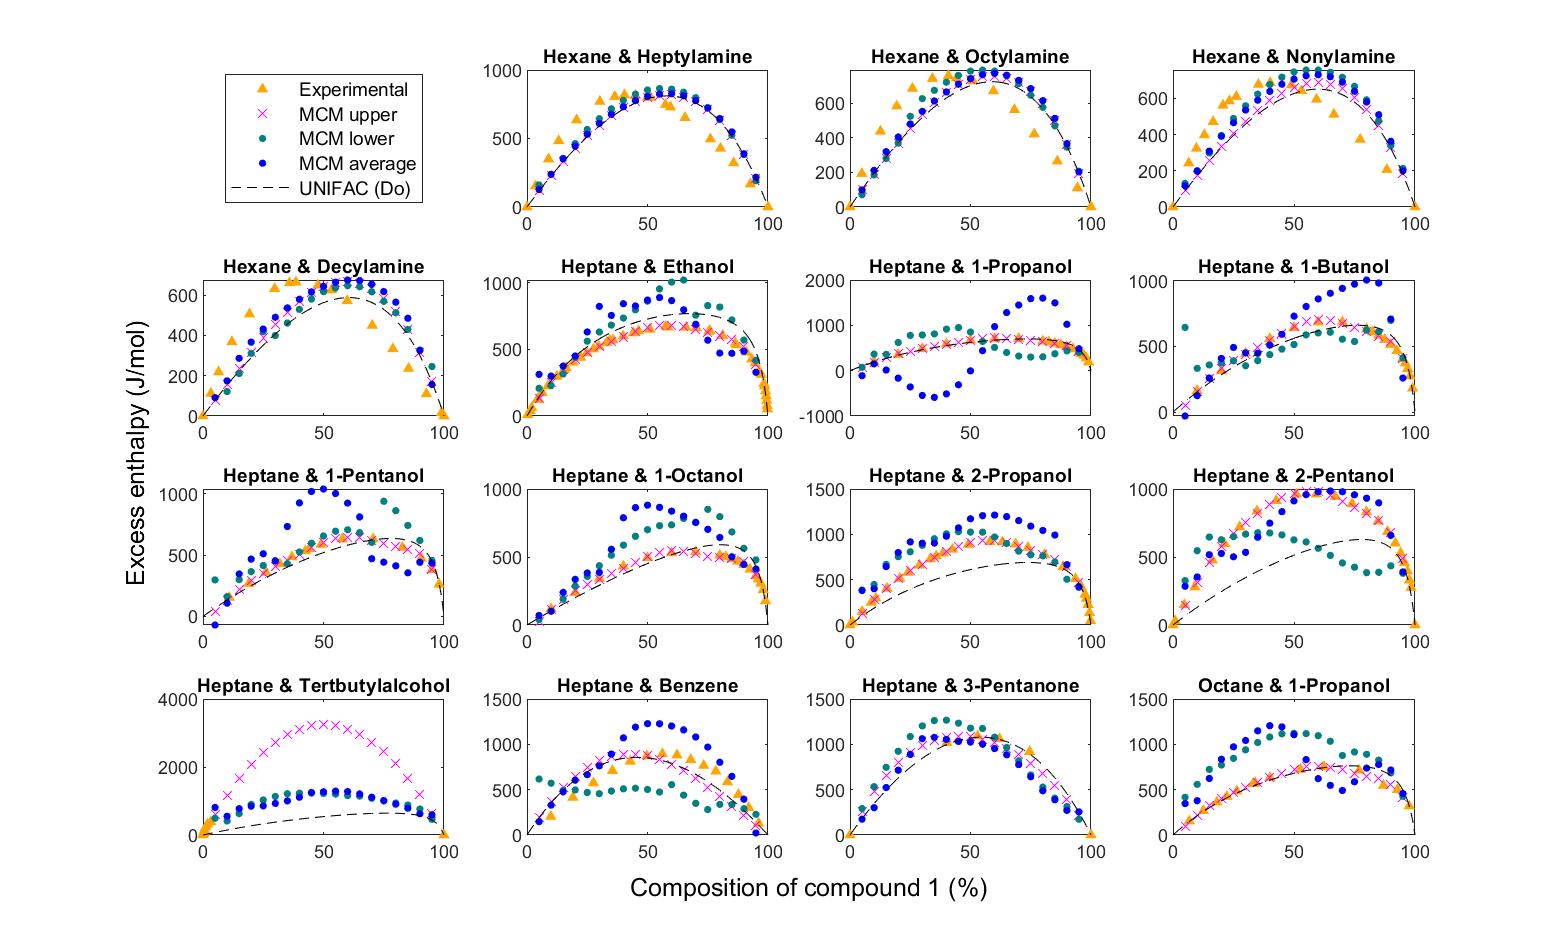 Experimental
MCM upper
MCM lower
MCM average
UNIFAC (Do)
Hexane & Heptylamine
1000
500
0
0 50 100
Hexane & Octylamine
600
400
200
0
0 50 100
Hexane & Nonylamine
600
400
200
0
0 50 100
Hexane & Decylamine
600
400
200
0
0 50 100
Heptane & Ethanol
1000
500
0
0 50 100
Heptane & 1-Propanol
2000
1000
0
-1000
0 50 100
Heptane & 1-Butanol
1000
500
0
0 50 100
Heptane & 1-Pentanol
1000
500
0
0 50 100
Heptane & 1-Octanol
1000
500
0
0 50 100
Heptane & 2-Propanol
1500
1000
500
0
0 50 100
Heptane & 2-Pentanol
1000
500
0
0 50 100
Heptane & Tertbutylalcohol
4000
2000
0
0 50 100
Heptane & Benzene
1500
1000
500
0
0 50 100
Heptane & 3-Pentanone
1500
1000
500
0
0 50 100
Octane & 1-Propanol
1500
1000
500
0
0 50 100
Excess enthalpy (J/mol)
Composition of compound 1 (%)